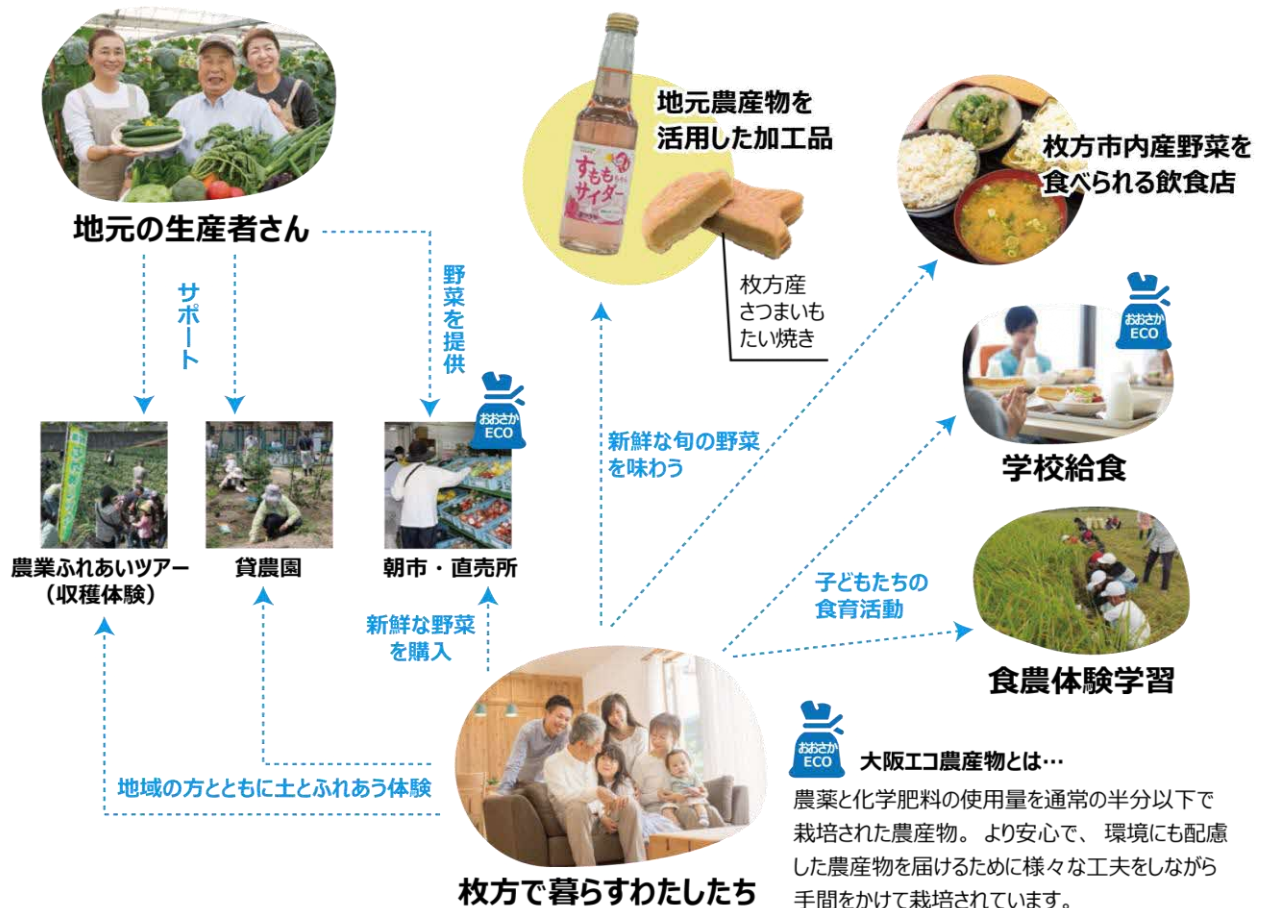 地元の生産者さん
サポート
野菜を提供
地元農産物を
活用した加工品
すもも
サイダー
枚方産
さつまいも
たい焼き
枚方市内産野菜を
食べられる飲食店
おおさか
ECO
学校給食
おおさか
ECO
農業ふれあいツアー
（収穫体験）
貸農園
朝市・直売所
新鮮な旬の野菜
を味わう
新鮮な野菜
を購入
子どもたちの
食育活動
食農体験学習
地域の方とともに土とふれあう体験
枚方で暮らすわたしたち
おおさか
ECO
大阪エコ農産物とは…
農薬と化学肥料の使用量を通常の半分以下で
栽培された農産物。より安心で、環境にも配慮
した農産物を届けるために様々な工夫をしながら
手間をかけて栽培されています。